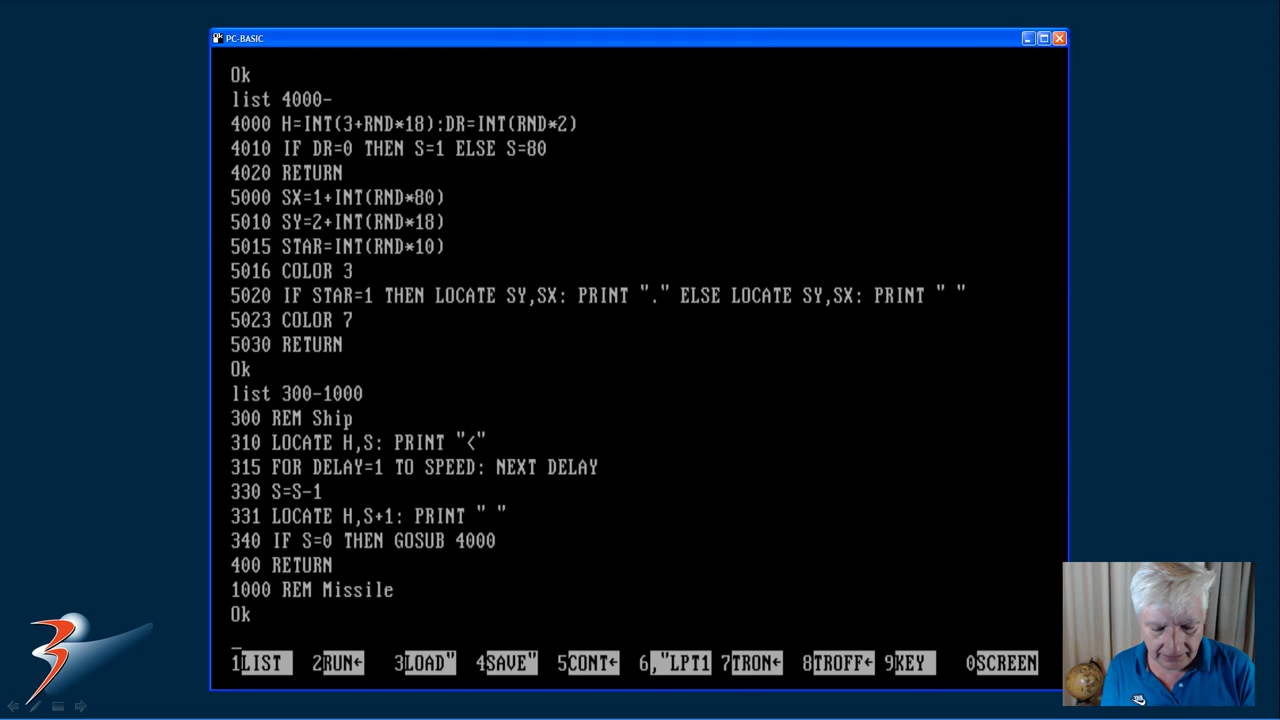 PC-BASIC
Ok
list 4000-
4000 H=INT(3+RND*18):DR=INT(RND*2)
4010 IF DR=0 THEN S=1 ELSE S=80
4020 RETURN
5000 SX=1+INT(RND*80)
5010 SY=2+INT(RND*18)
5015 STAR=INT(RND*10)
5016 COLOR 3
5020 IF STAR=1 THEN LOCATE SY,SX: PRINT "." ELSE LOCATE SY,SX: PRINT " "
5023 COLOR 7
5030 RETURN
Ok
list 300-1000
300 REM Ship
310 LOCATE H,S: PRINT "<"
315 FOR DELAY=1 TO SPEED: NEXT DELAY
330 S=S-1
331 LOCATE H,S+1: PRINT " "
340 IF S=0 THEN GOSUB 4000
400 RETURN
1000 REM Missile
Ok
1LIST 2RUN← 3LOAD" 4SAVE" 5CONT← 6,"LPT1 7TRON← 8TROFF← 9KEY 0SCREEN